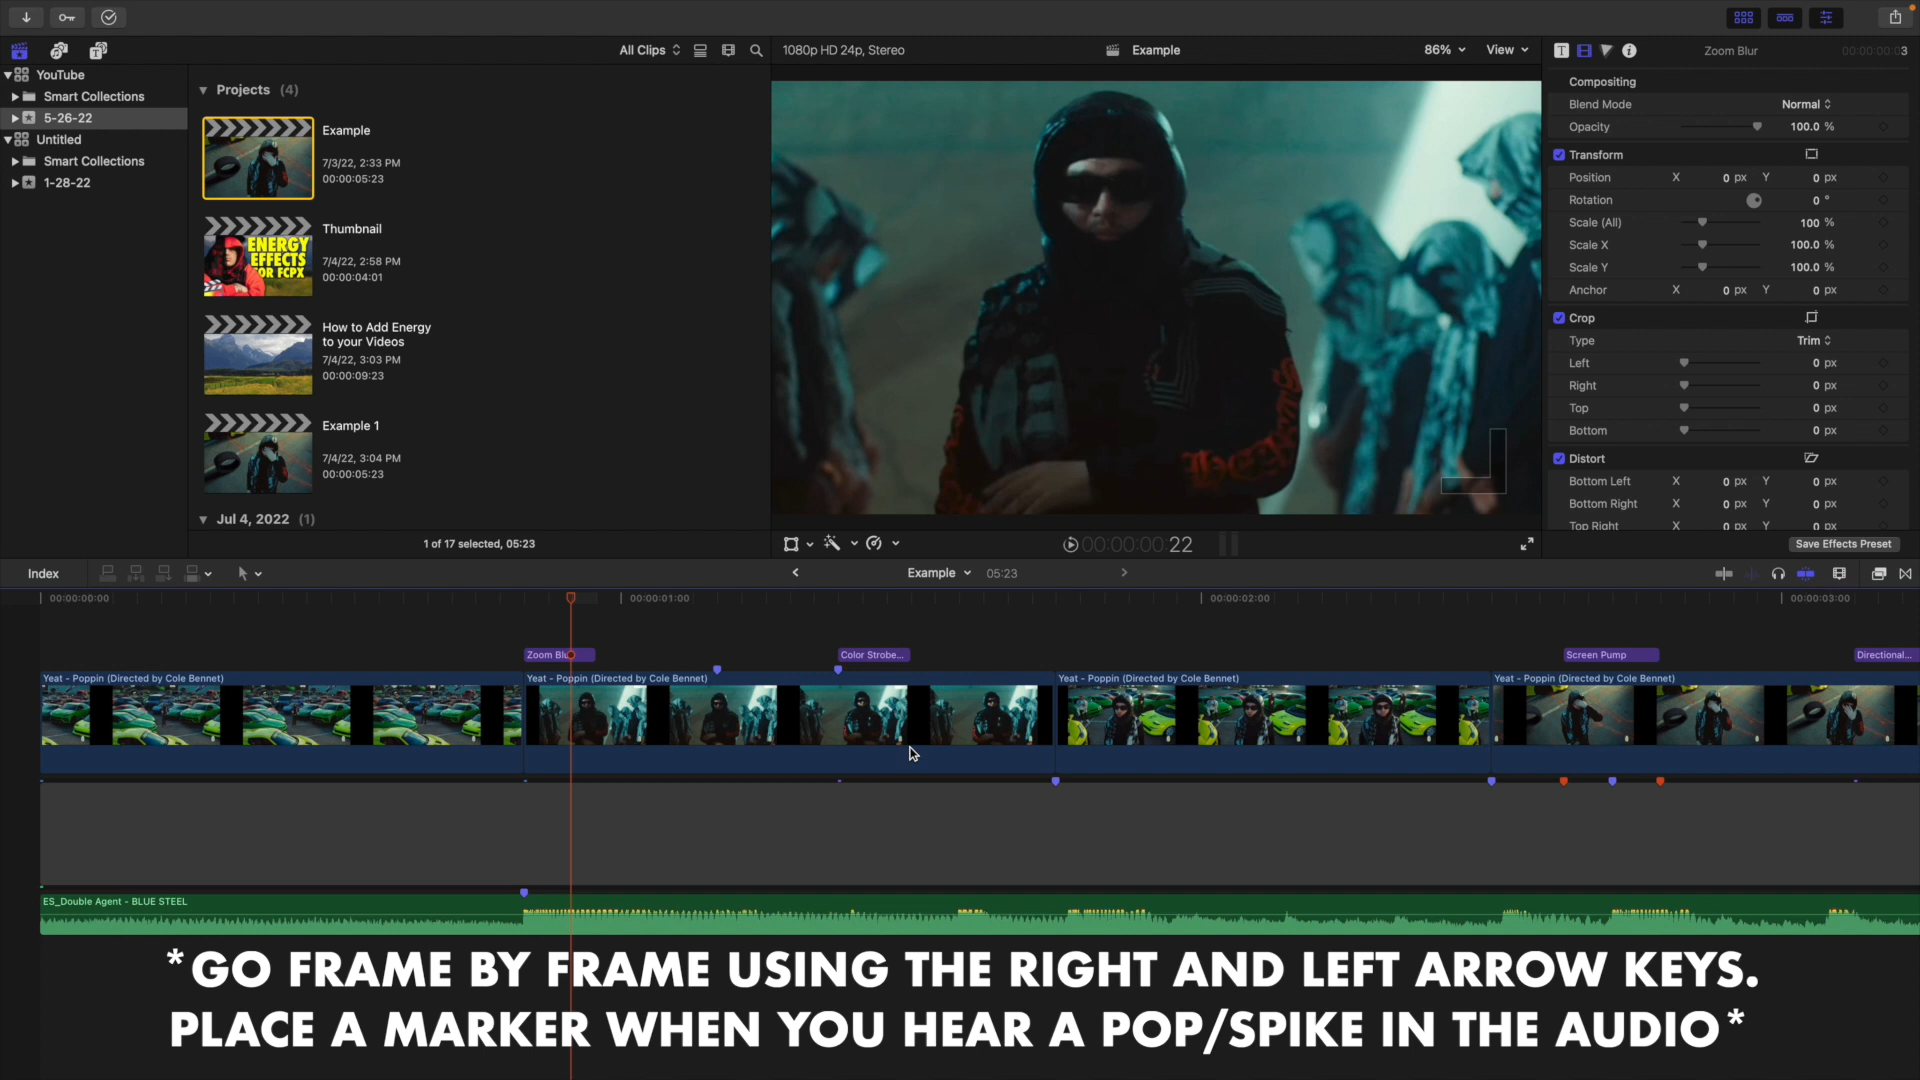 All Clips
1080p HD 24p, Stereo
Example
86%
View
Zoom Blur
00:00:00:03
YouTube
Smart Collections
5-26-22
Untitled
Smart Collections
1-28-22
Projects (4)
Example
7/3/22, 2:33 PM
00:00:05:23
ENERGY
EFFECTS
FOR FCPX
Thumbnail
7/4/22, 2:58 PM
00:00:04:01
How to Add Energy
to your Videos
7/4/22, 3:03 PM
00:00:09:23
Example 1
7/4/22, 3:04 PM
00:00:05:23
Jul 4, 2022 (1)
1 of 17 selected, 05:23
00:00:00:22
Compositing
Blend Mode Normal
Opacity 100.0 %
Transform
Position X 0 px Y 0 px
Rotation 0 °
Scale (All) 100 %
Scale X 100.0 %
Scale Y 100.0 %
Anchor X 0 px Y 0 px
Crop
Type Trim
Left 0 px
Right 0 px
Top 0 px
Bottom 0 px
Distort
Bottom Left X 0 px Y 0 px
Bottom Right X 0 px Y 0 px
Top Right X 0 px Y 0 px
Save Effects Preset
Index
Example 05:23
00:00:00:00 00:00:01:00 00:00:02:00 00:00:03:00
Zoom Blu
Color Strobe...
Screen Pump
Directional...
Yeat - Poppin (Directed by Cole Bennet)
Yeat - Poppin (Directed by Cole Bennet)
Yeat - Poppin (Directed by Cole Bennet)
Yeat - Poppin (Directed by Cole Bennet)
ES_Double Agent - BLUE STEEL
*GO FRAME BY FRAME USING THE RIGHT AND LEFT ARROW KEYS.
PLACE A MARKER WHEN YOU HEAR A POP/SPIKE IN THE AUDIO*